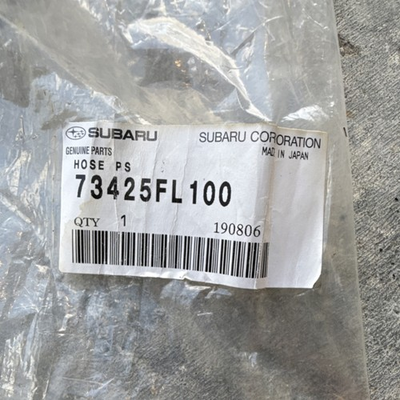 SUBARU SUBARU CORPORATION
GENUINE PARTS MADE IN JAPAN
HOSE PS
73425FL100
QTY 1 190806